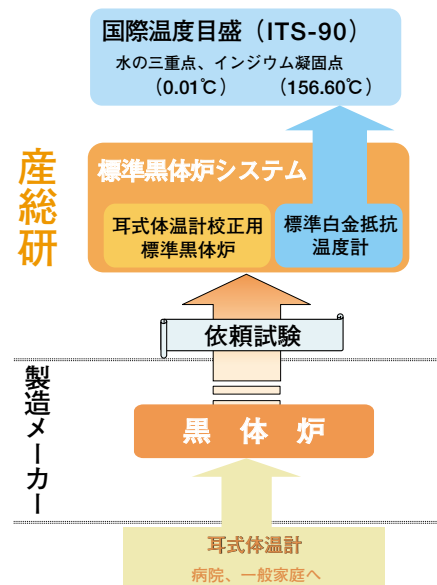 国際温度目盛（ITS-90）
水の三重点、インジウム凝固点
（0.01℃）　（156.60℃）
産総研
標準黒体炉システム
耳式体温計校正用
標準黒体炉
標準白金抵抗
温度計
依頼試験
製造メーカー
黒 体 炉
耳式体温計
病院、一般家庭へ